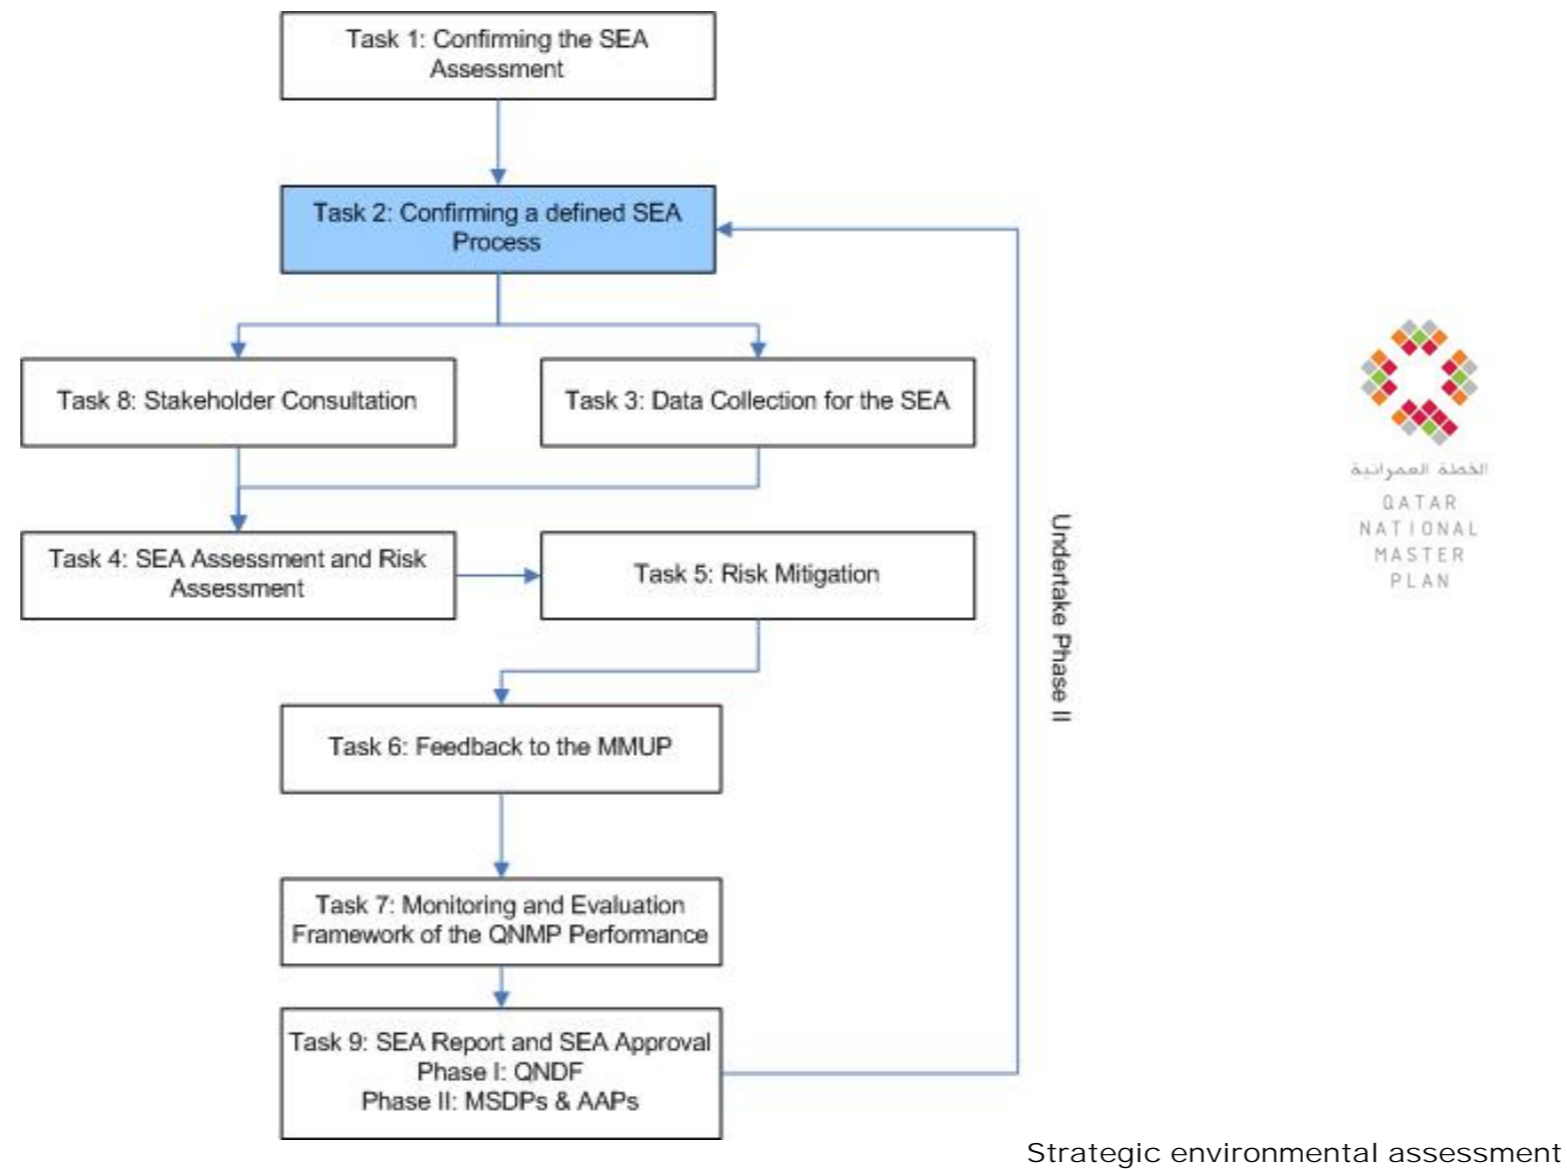 Task 1: Confirming the SEA
Assessment
Task 2: Confirming a defined SEA
Process
Task 8: Stakeholder Consultation
Task 3: Data Collection for the SEA
Task 4: SEA Assessment and Risk
Assessment
Task 5: Risk Mitigation
Task 6: Feedback to the MMUP
Task 7: Monitoring and Evaluation
Framework of the QNMP Performance
Task 9: SEA Report and SEA Approval
Phase I: QNDF
Phase II: MSDPs & AAPs
Undertake Phase II
الخطة العمرانية
QATAR
NATIONAL
MASTER
PLAN
Strategic environmental assessment